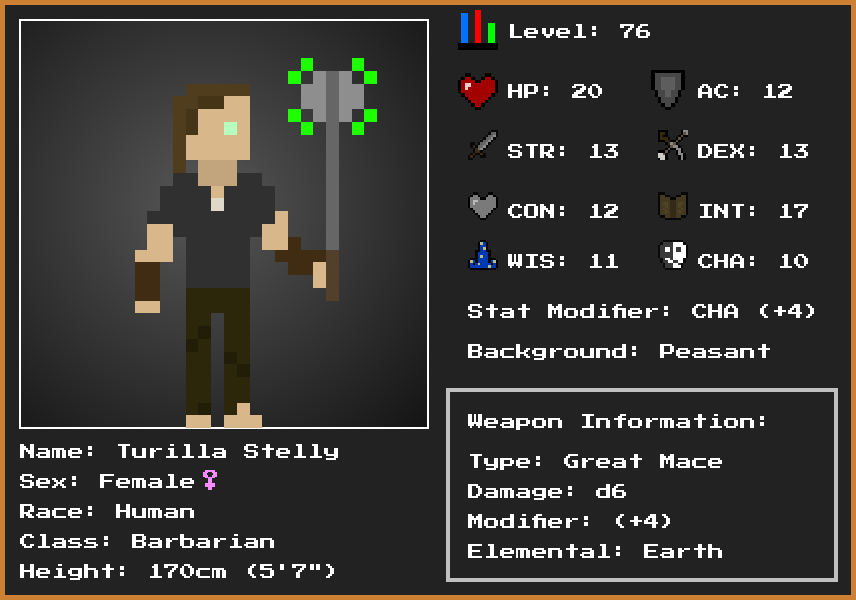 Level: 76
HP: 20
AC: 12
STR: 13
DEX: 13
CON: 12
INT: 17
WIS: 11
CHA: 10
Stat Modifier: CHA (+4)
Background: Peasant
Weapon Information:
Type: Great Mace
Damage: d6
Modifier: (+4)
Elemental: Earth
Name: Turilla Stelly
Sex: Female♀
Race: Human
Class: Barbarian
Height: 170cm (5'7")